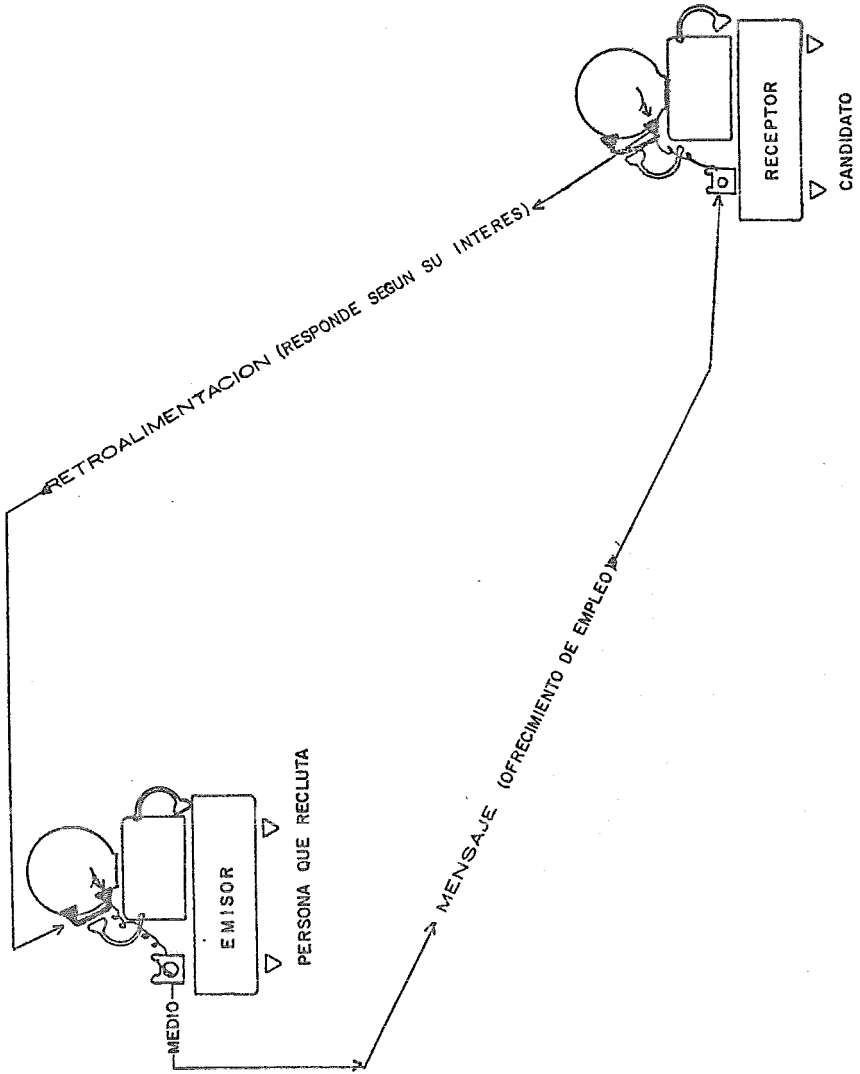 RETROALIMENTACION (RESPONDE SEGUN SU INTERES)
EMISOR
PERSONA QUE RECLUTA
MEDIO
MENSAJE (OFRECIMIENTO DE EMPLEO)
RECEPTOR
CANDIDATO